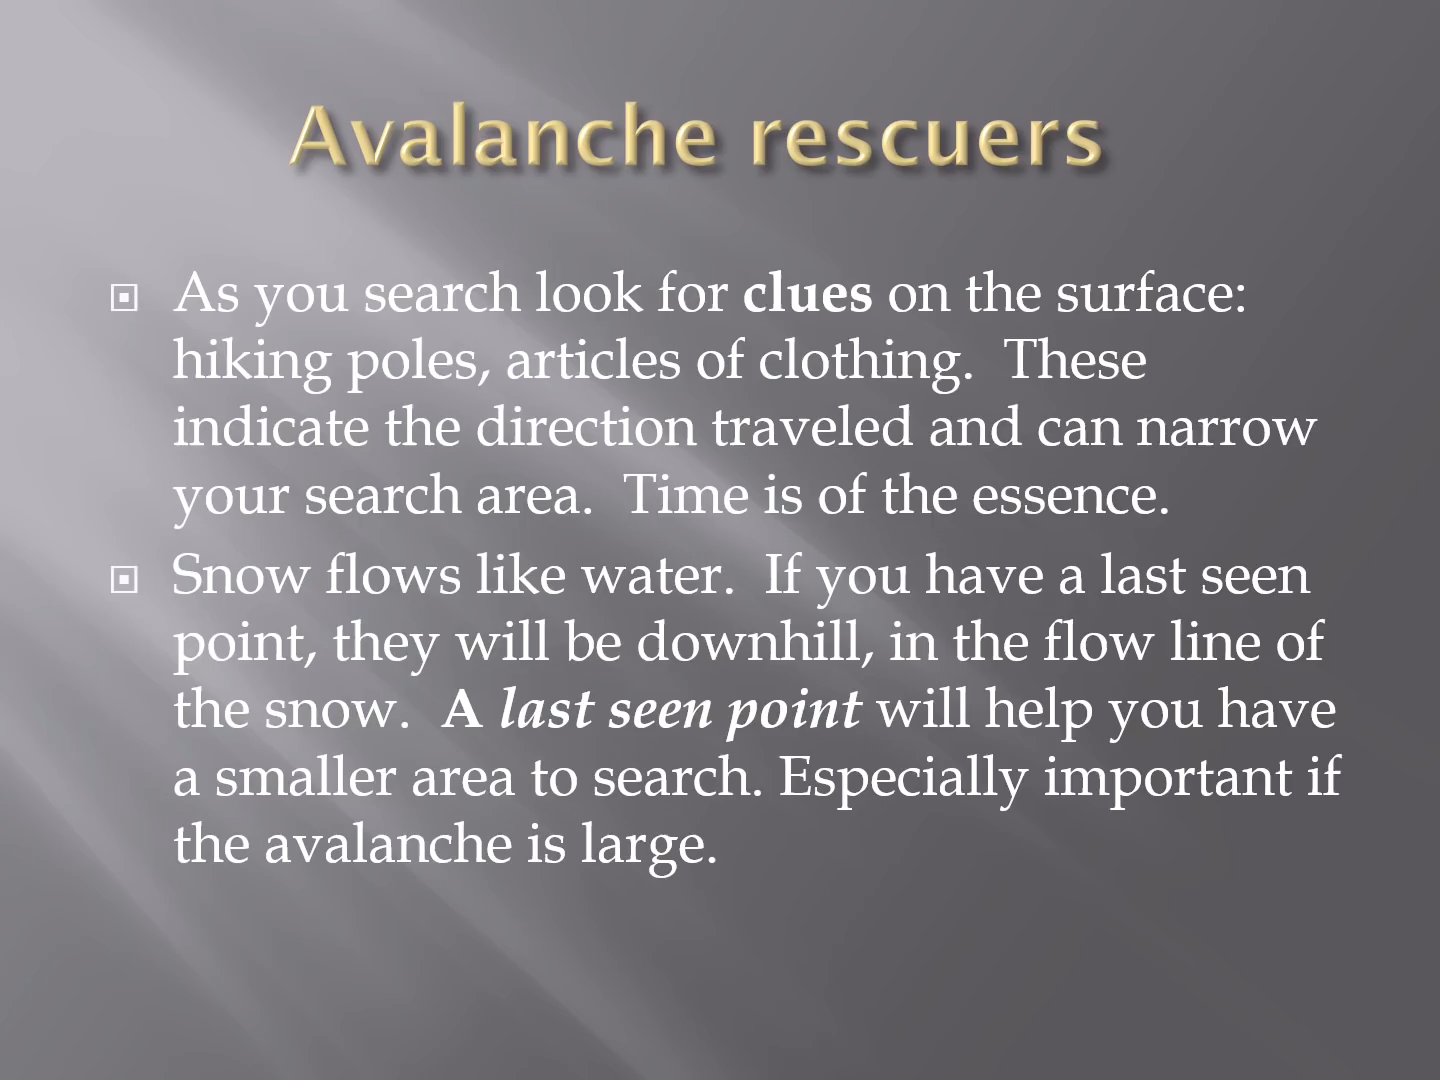 Avalanche rescuers
As you search look for clues on the surface:
hiking poles, articles of clothing.  These
indicate the direction traveled and can narrow
your search area.  Time is of the essence.
Snow flows like water.  If you have a last seen
point, they will be downhill, in the flow line of
the snow.  A last seen point will help you have
a smaller area to search. Especially important if
the avalanche is large.